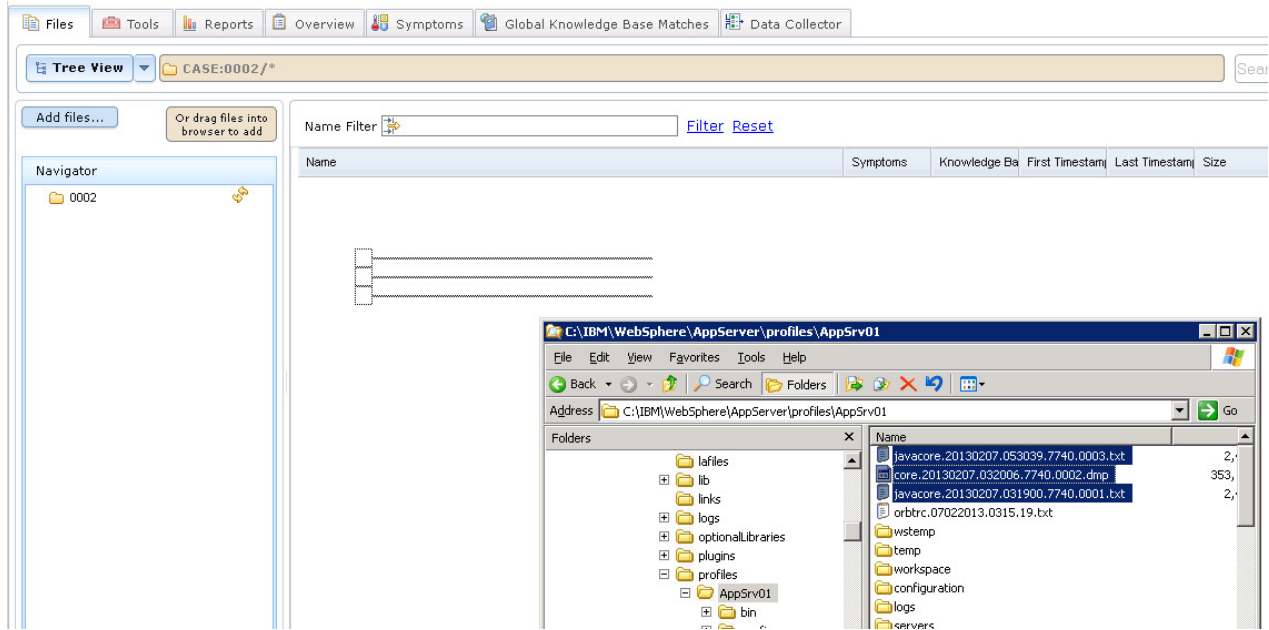 Files Tools Reports Overview Symptoms Global Knowledge Base Matches Data Collector
Tree View CASE:0002/* Sear
Add files... Or drag files into
browser to add
Name Filter Filter Reset
Navigator
0002
Name Symptoms Knowledge Ba First Timestam Last Timestam Size
C:\IBM\WebSphere\AppServer\profiles\AppSrv01
File Edit View Favorites Tools Help
Back Search Folders
Address C:\IBM\WebSphere\AppServer\profiles\AppSrv01 Go
Folders
lafiles
lib
links
logs
optionalLibraries
plugins
profiles
AppSrv01
bin
Name
javacore.20130207.053039.7740.0003.txt 2,
core.20130207.032006.7740.0002.dmp 353,
javacore.20130207.031900.7740.0001.txt 2,
orbtrc.07022013.0315.19.txt
wstemp
temp
workspace
configuration
logs
servers